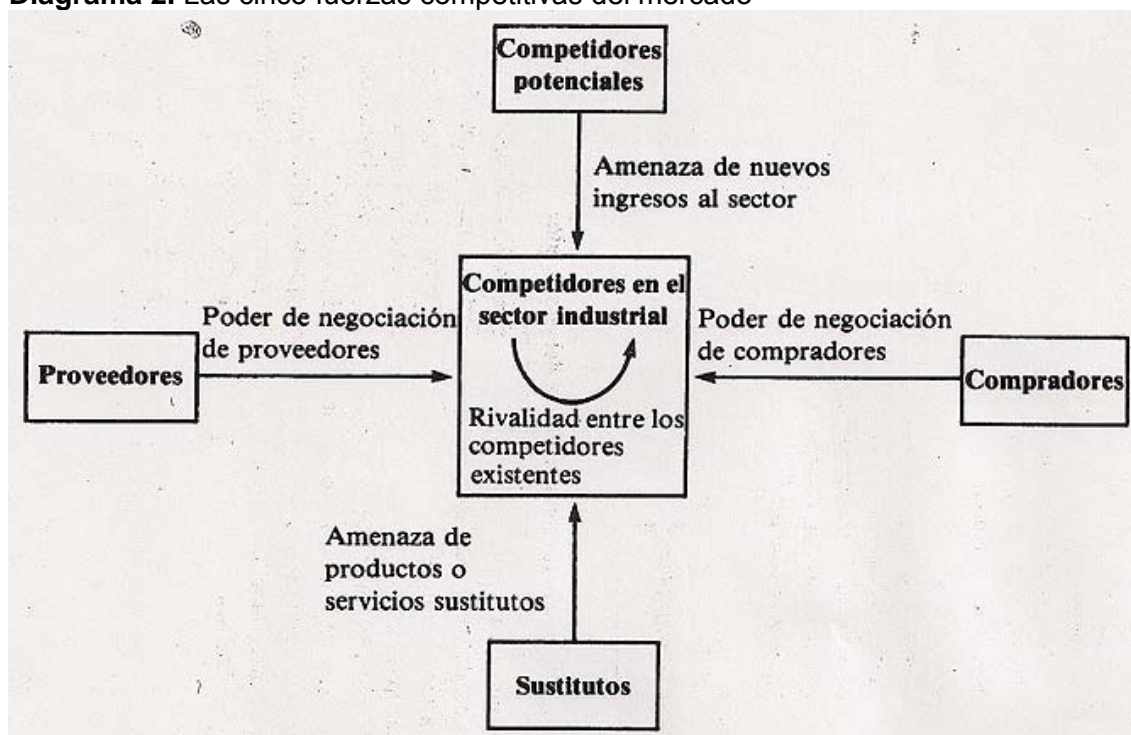 Diagrama 2. Las cinco fuerzas competitivas del mercado
Competidores
potenciales
Amenaza de nuevos
ingresos al sector
Competidores en el
sector industrial
Rivalidad entre los
competidores
existentes
Poder de negociación
de proveedores
Proveedores
Poder de negociación
de compradores
Compradores
Amenaza de
productos o
servicios sustitutos
Sustitutos